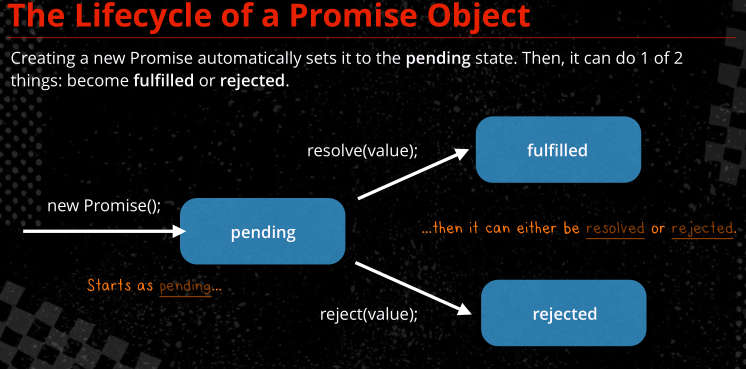 The Lifecycle of a Promise Object
Creating a new Promise automatically sets it to the pending state. Then, it can do 1 of 2
things: become fulfilled or rejected.
resolve(value);
fulfilled
new Promise();
pending
...then it can either be resolved or rejected.
Starts as pending...
reject(value);
rejected